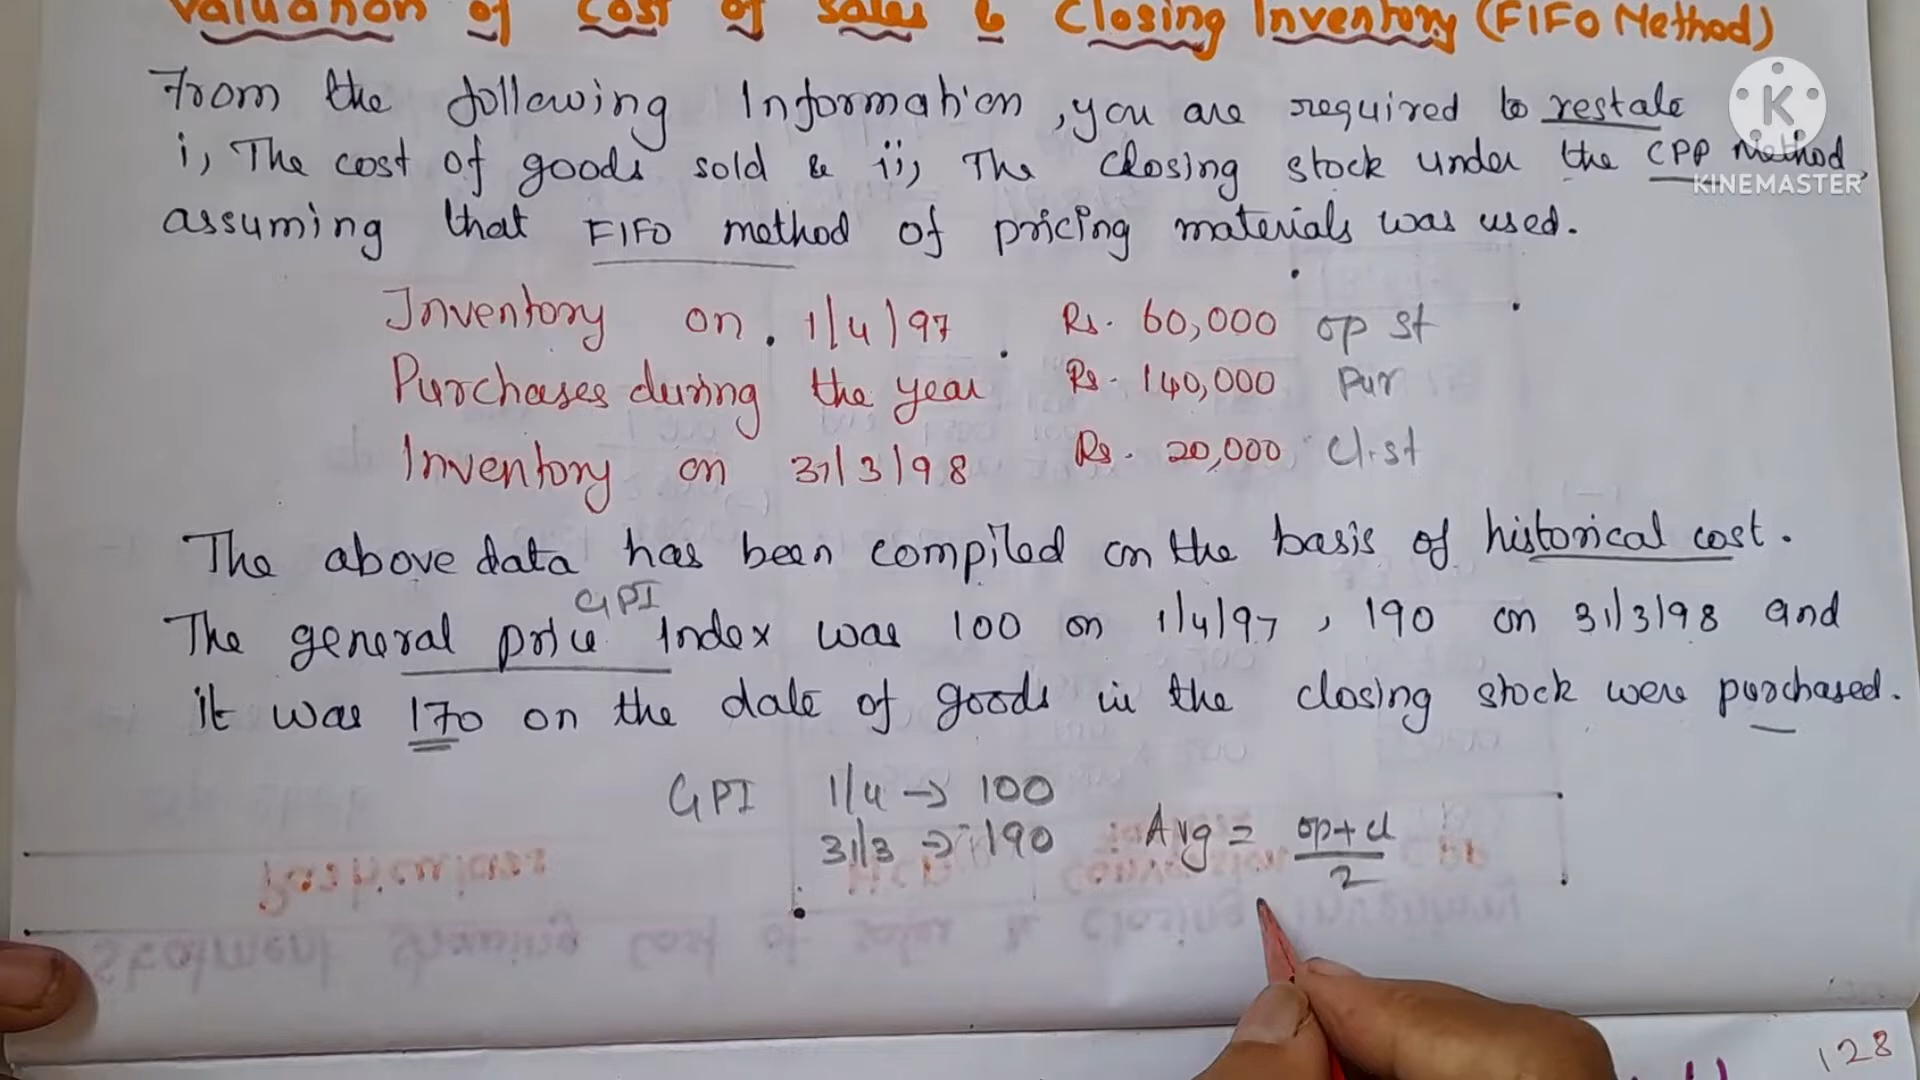 Valuation of Cost of Sales & Closing Inventory (FIFO Method)
From the following Information, you are required to restate
i, The cost of goods sold & ii, The closing stock under the CPP Method,
assuming that FIFO method of pricing materials was used.
Inventory on 1/4/97 Rs. 60,000 op st
Purchases during the year Rs. 140,000 Pur
Inventory on 31/3/98 Rs. 20,000 cl.st
The above data has been compiled on the basis of historical cost.
GPI
The general price Index was 100 on 1/4/97, 190 on 31/3/98 and
it was 170 on the date of goods in the closing stock were purchased.
GPI 1/4 → 100
31/3 → 190 Avg = op+cl/2
128
K
KINEMASTER